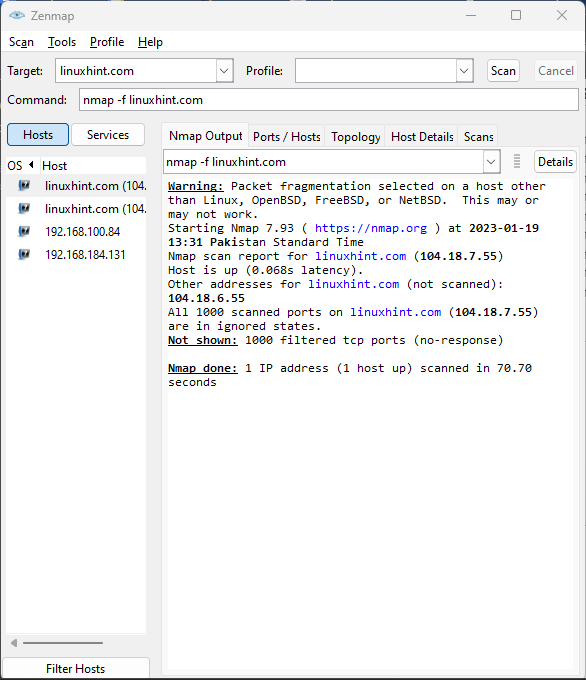 Zenmap
Scan Tools Profile Help
Target: linuxhint.com Profile: Scan Cancel
Command: nmap -f linuxhint.com
Hosts Services
OS Host
linuxhint.com (104.
linuxhint.com (104.
192.168.100.84
192.168.184.131
Filter Hosts
Nmap Output Ports / Hosts Topology Host Details Scans
nmap -f linuxhint.com Details
Warning: Packet fragmentation selected on a host other
than Linux, OpenBSD, FreeBSD, or NetBSD.  This may or
may not work.
Starting Nmap 7.93 ( https://nmap.org ) at 2023-01-19
13:31 Pakistan Standard Time
Nmap scan report for linuxhint.com (104.18.7.55)
Host is up (0.068s latency).
Other addresses for linuxhint.com (not scanned):
104.18.6.55
All 1000 scanned ports on linuxhint.com (104.18.7.55)
are in ignored states.
Not shown: 1000 filtered tcp ports (no-response)
Nmap done: 1 IP address (1 host up) scanned in 70.70
seconds